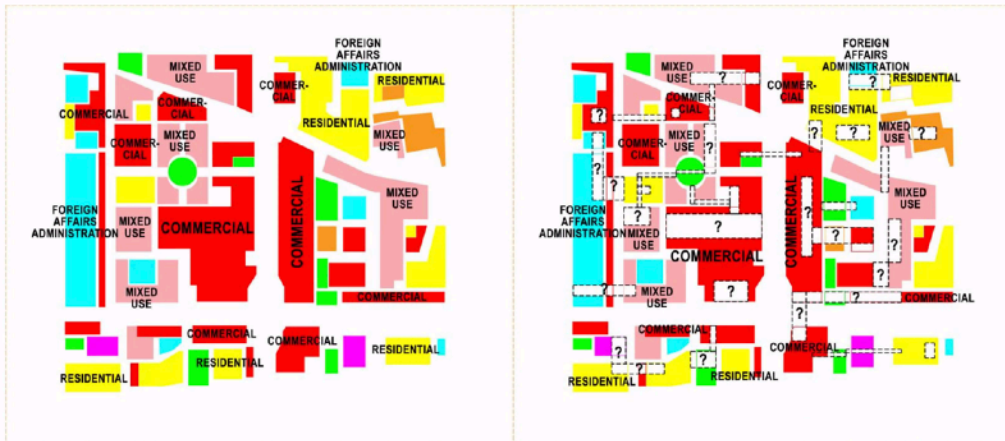 FOREIGN
AFFAIRS
ADMINISTRATION
MIXED
USE
RESIDENTIAL
COMMER-
CIAL
COMMERCIAL
COMMER-
CIAL
RESIDENTIAL
MIXED
USE
COMMER-
CIAL
MIXED
USE
MIXED
USE
FOREIGN
AFFAIRS
ADMINISTRATION
MIXED
USE
COMMERCIAL
COMMERCIAL
MIXED
USE
COMMERCIAL
COMMERCIAL
COMMERCIAL
RESIDENTIAL
RESIDENTIAL
RESIDENTIAL
FOREIGN
AFFAIRS
ADMINISTRATION
MIXED
USE
?
?
RESIDENTIAL
COMMER-
CIAL
RESIDENTIAL
?
?
MIXED
USE
?
?
?
MIXED
USE
COMMER-
CIAL
?
?
?
?
?
?
?
MIXED
USE
FOREIGN
AFFAIRS
ADMINISTRATION
?
?
MIXED
USE
?
?
?
COMMERCIAL
COMMERCIAL
?
?
?
MIXED
USE
?
?
COMMERCIAL
?
COMMERCIAL
?
COMMERCIAL
?
?
?
?
RESIDENTIAL
RESIDENTIAL